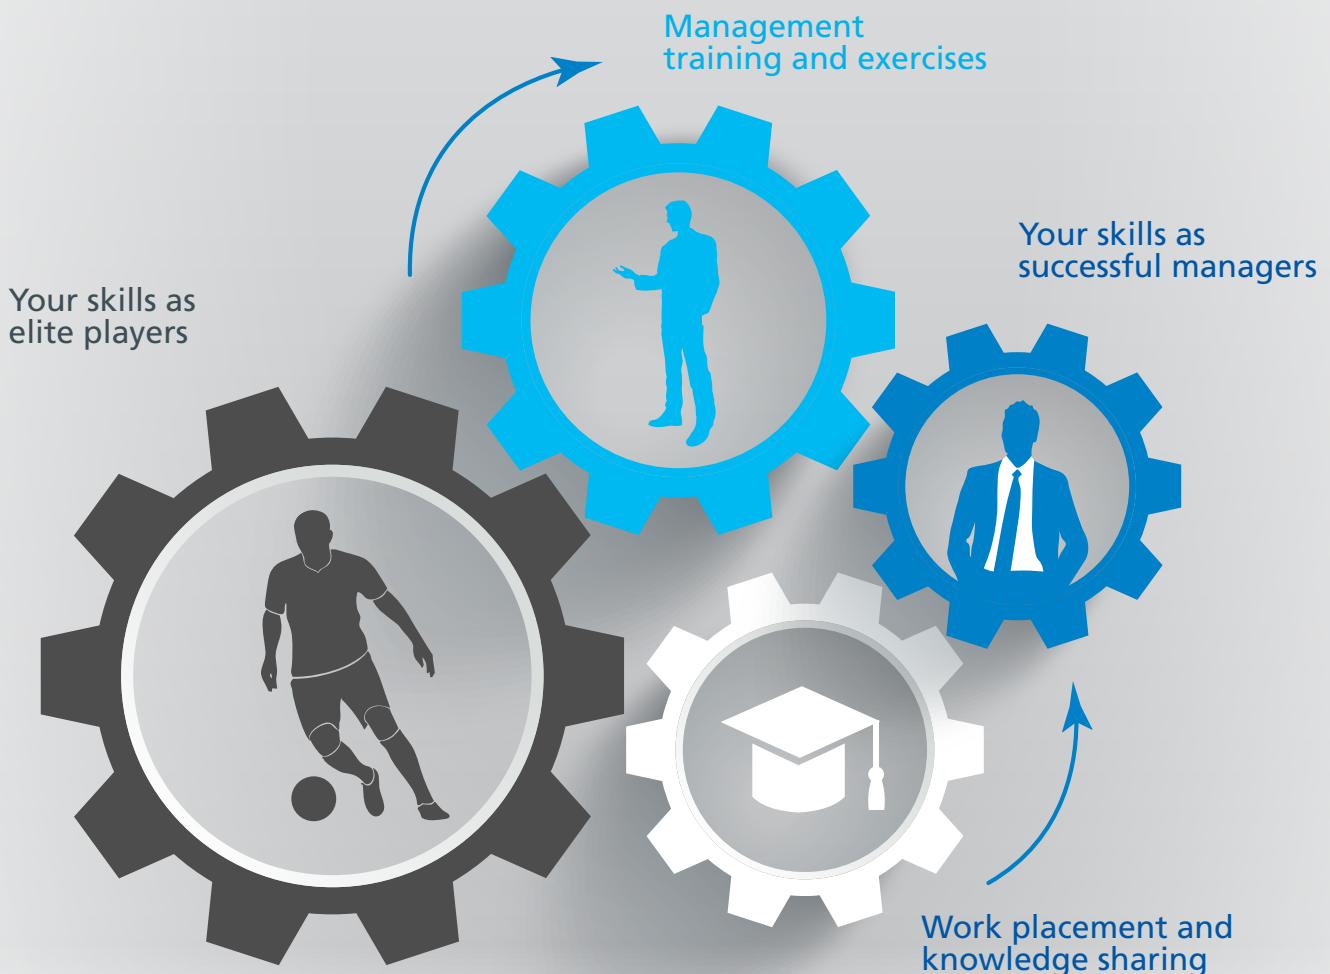 Management
training and exercises
Your skills as
successful managers
Your skills as
elite players
Work placement and
knowledge sharing